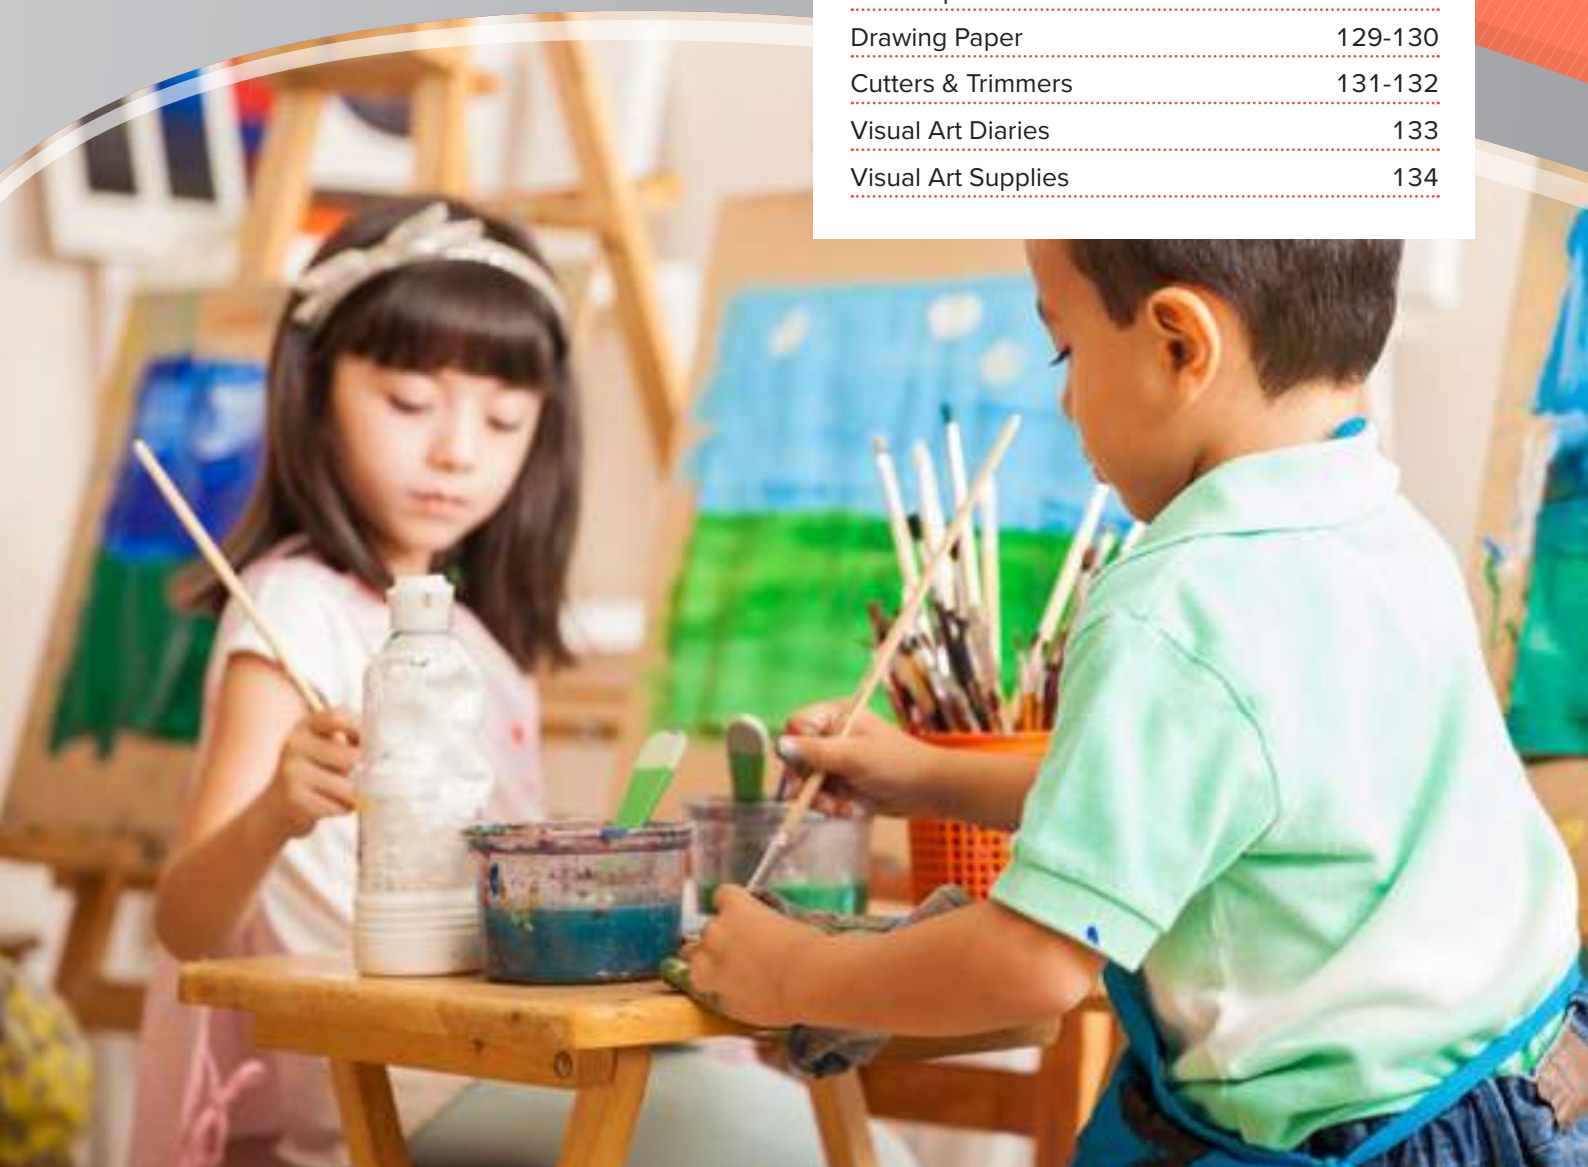 Drawing Paper 129-130
Cutters & Trimmers 131-132
Visual Art Diaries 133
Visual Art Supplies 134